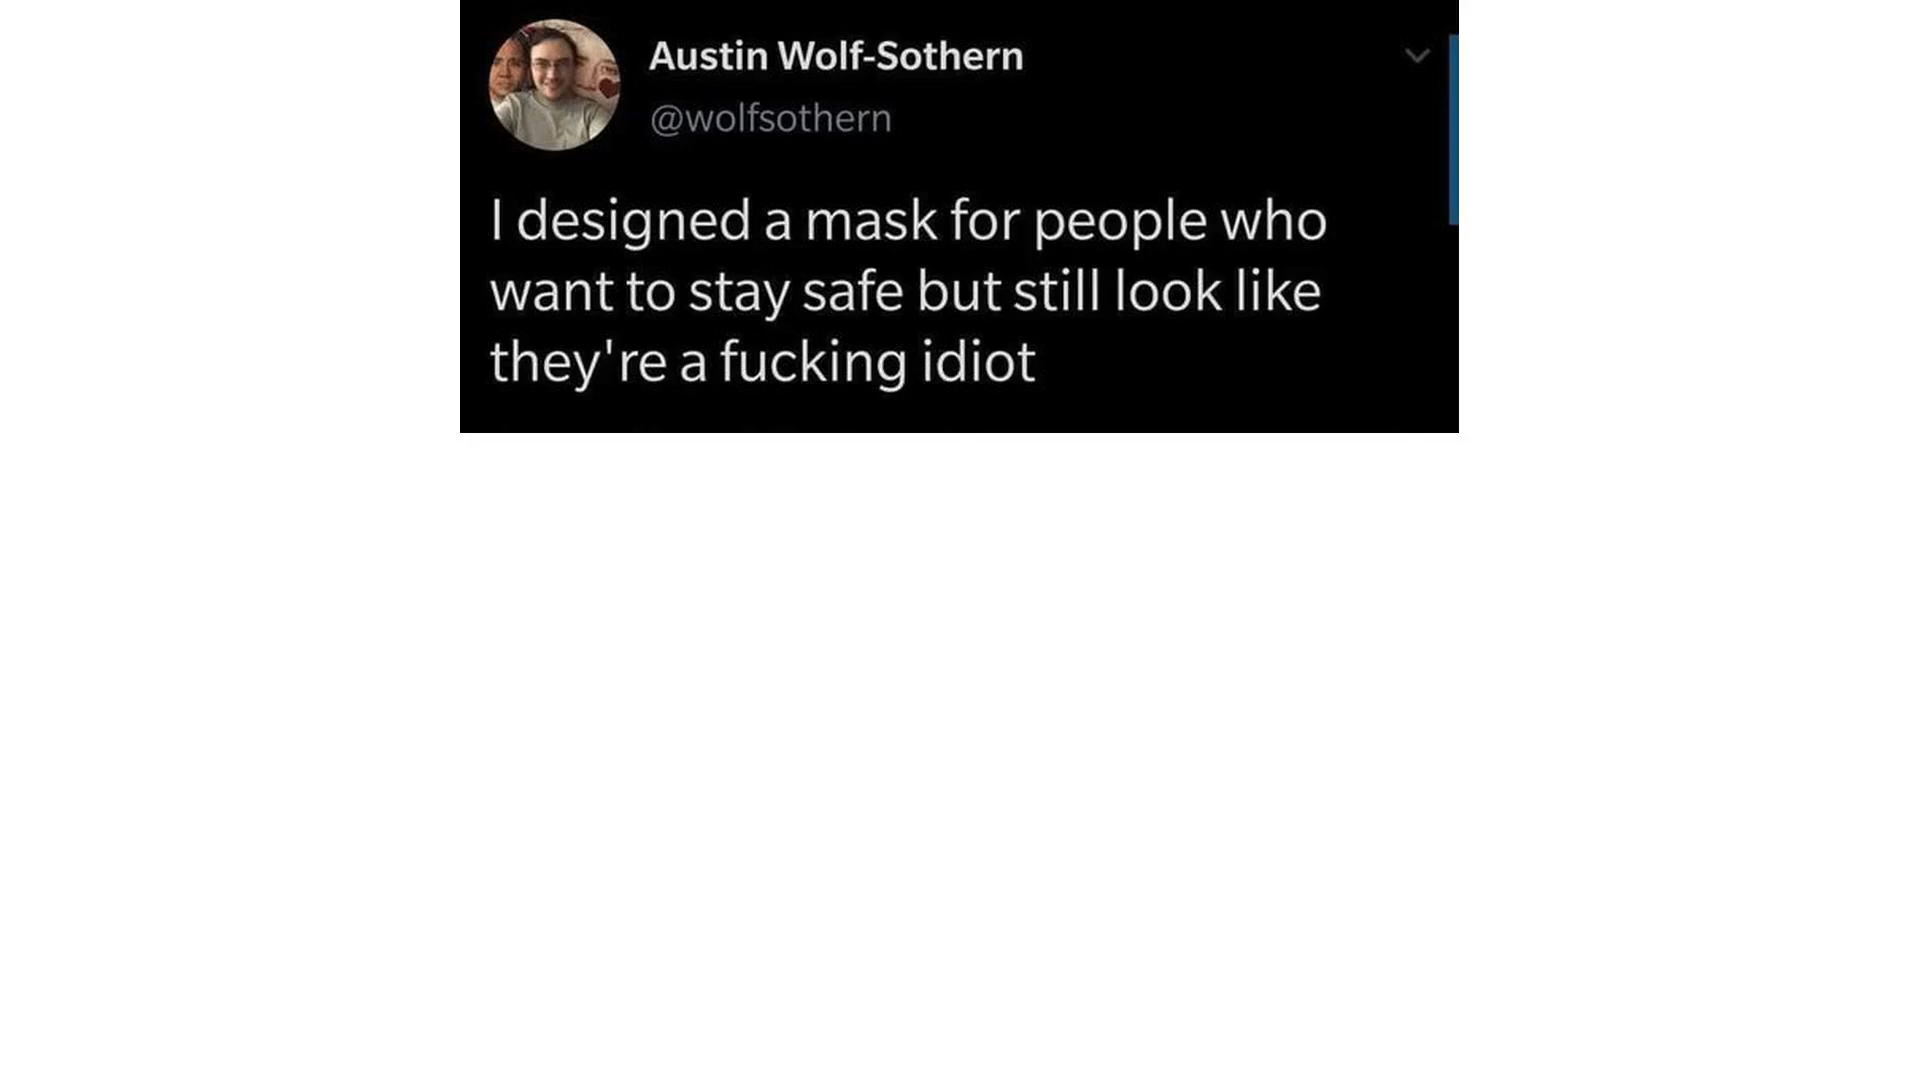 Austin Wolf-Sothern
@wolfsothern
I designed a mask for people who
want to stay safe but still look like
they're a fucking idiot